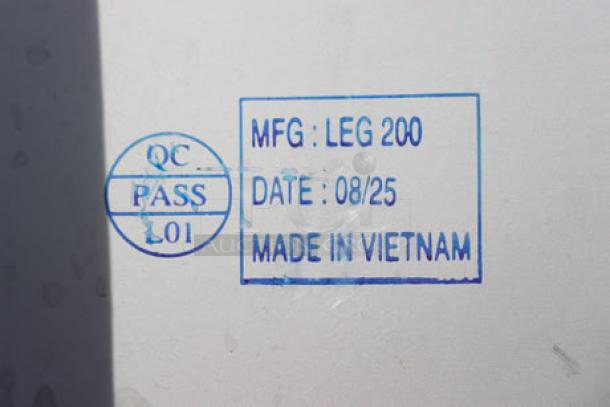 QC
PASS
L01
MFG : LEG 200
DATE : 08/25
MADE IN VIETNAM